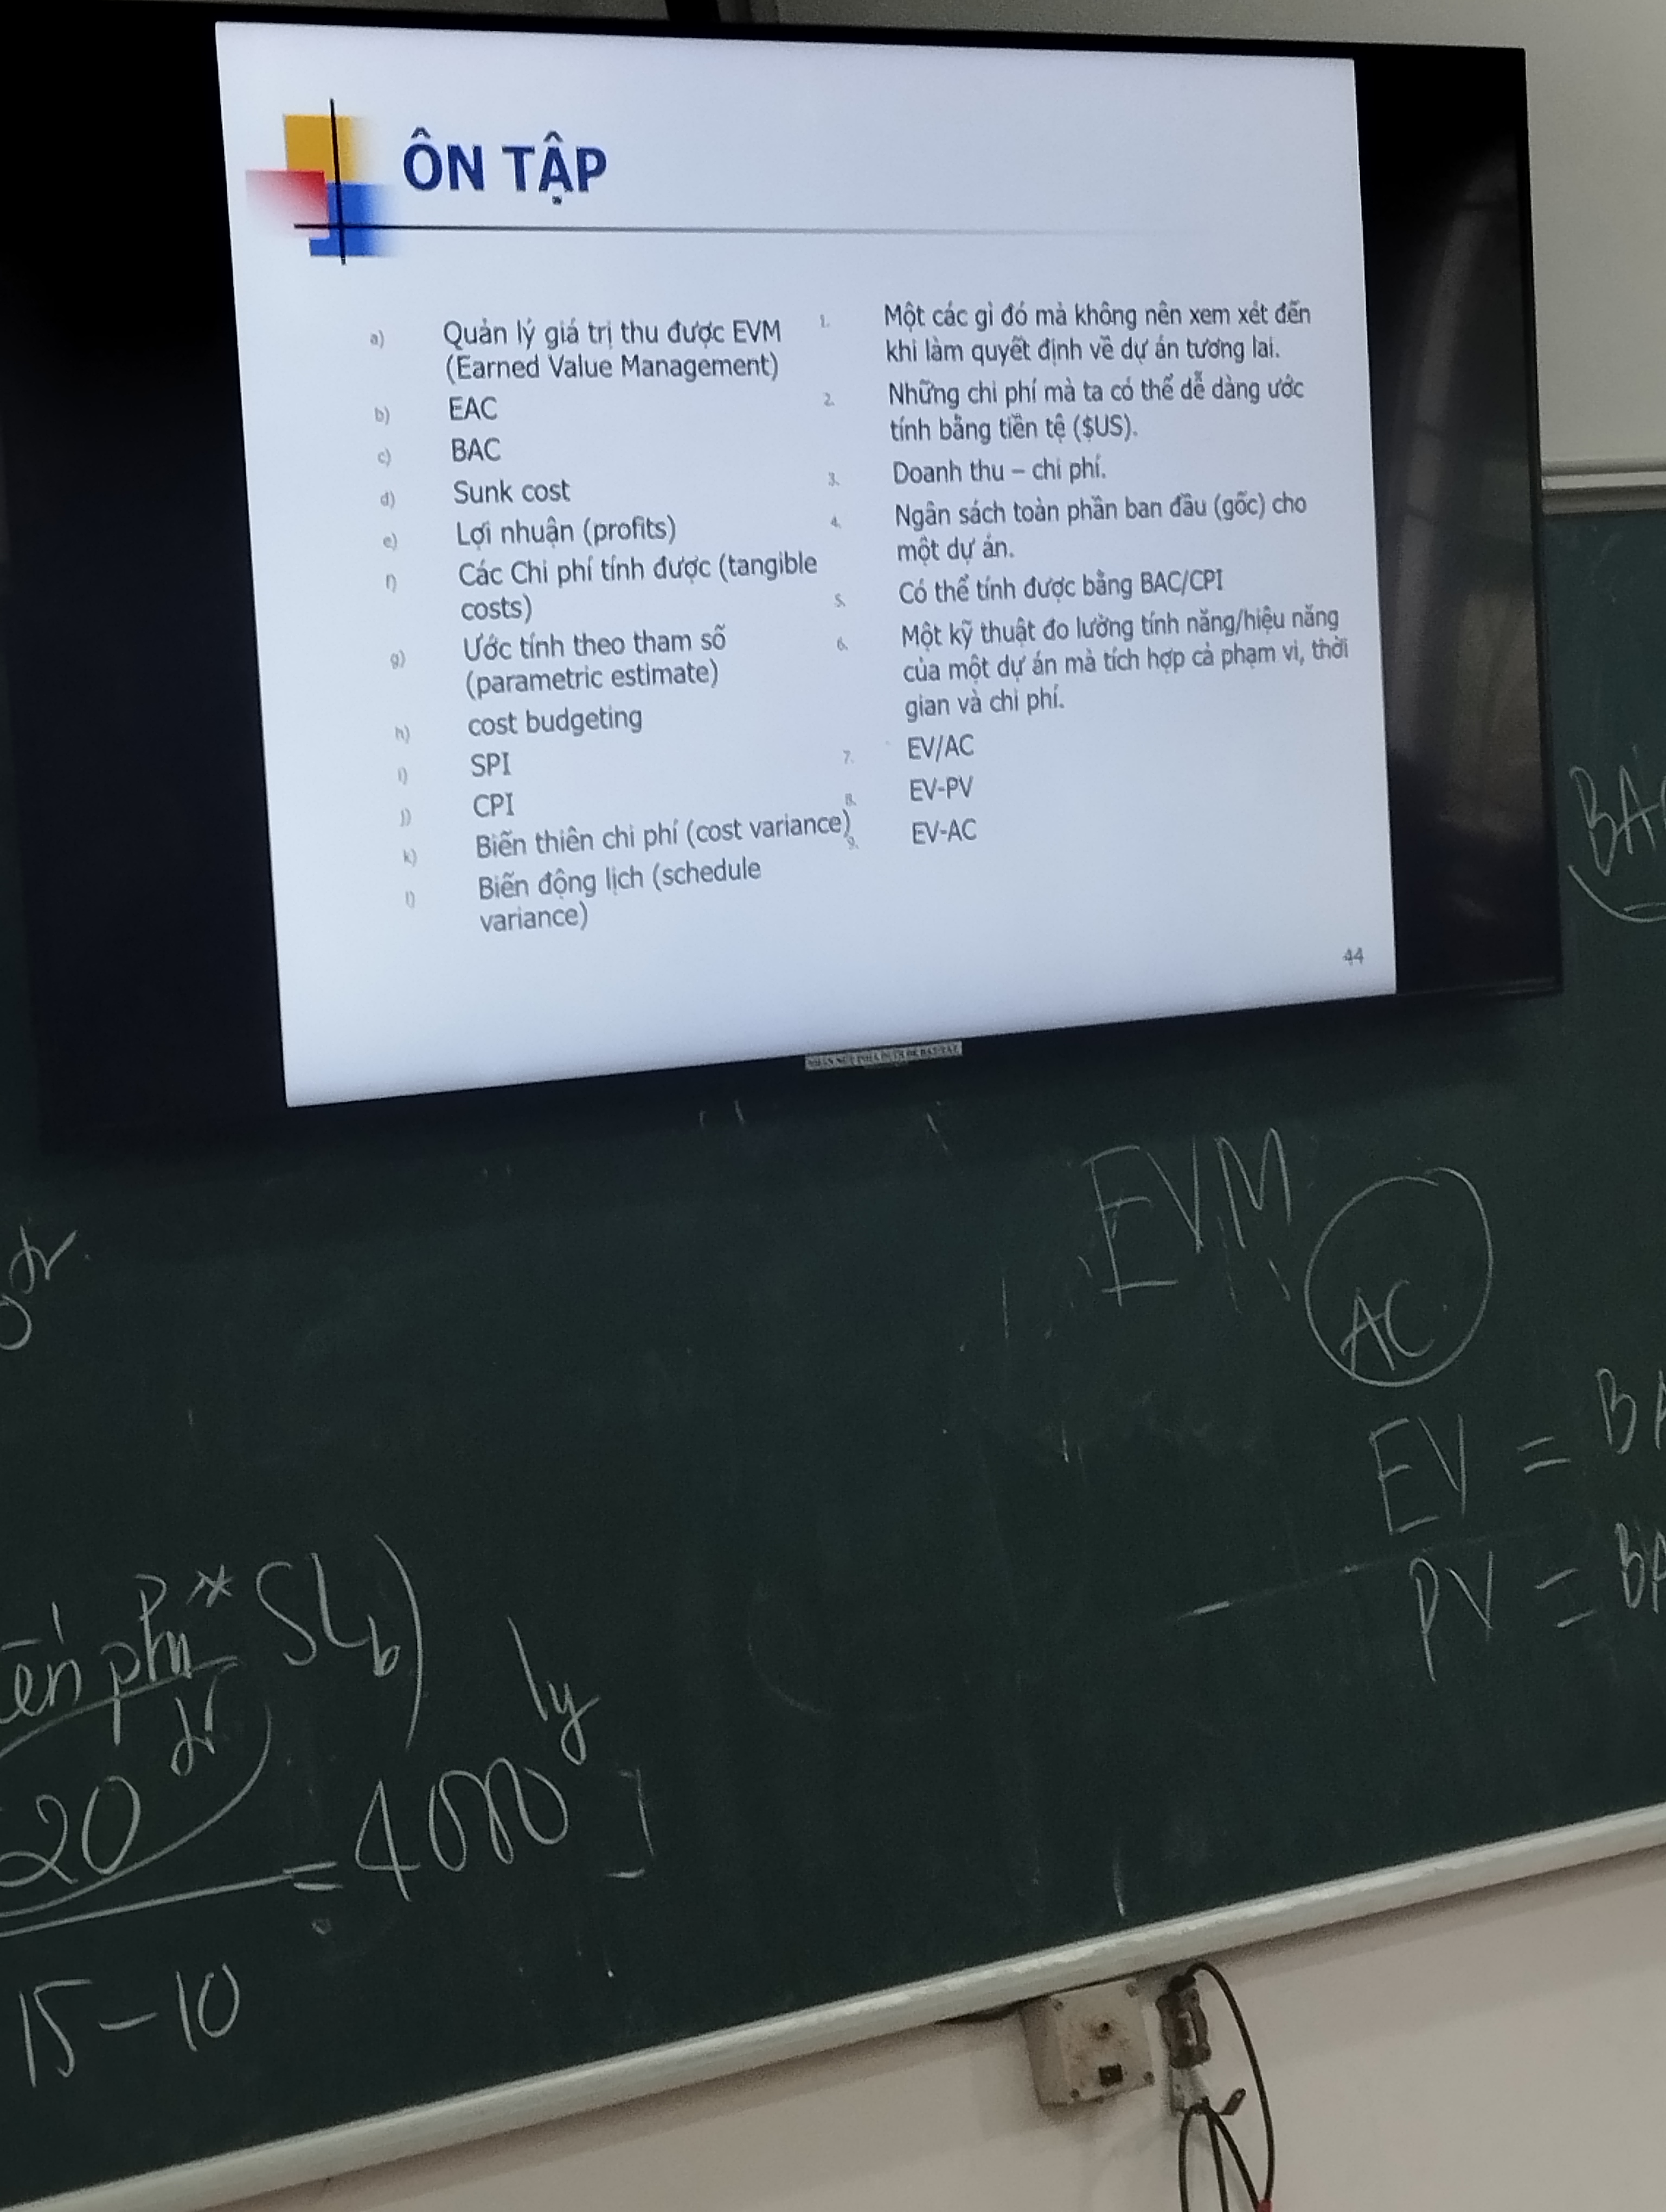 ÔN TẬP
a) Quản lý giá trị thu được EVM
(Earned Value Management)
b) EAC
c) BAC
d) Sunk cost
e) Lợi nhuận (profits)
f) Các Chi phí tính được (tangible
costs)
g) Ước tính theo tham số
(parametric estimate)
h) cost budgeting
i) SPI
j) CPI
k) Biến thiên chi phí (cost variance)
l) Biến động lịch (schedule
variance)
1. Một các gì đó mà không nên xem xét đến
khi làm quyết định về dự án tương lai.
2. Những chi phí mà ta có thể dễ dàng ước
tính bằng tiền tệ ($US).
3. Doanh thu – chi phí.
4. Ngân sách toàn phần ban đầu (gốc) cho
một dự án.
5. Có thể tính được bằng BAC/CPI
6. Một kỹ thuật đo lường tính năng/hiệu năng
của một dự án mà tích hợp cả phạm vi, thời
gian và chi phí.
7. EV/AC
8. EV-PV
9. EV-AC
44
EVM
AC
EV =
PV =
phí * SLb)
20 = 4000 ly
15-10